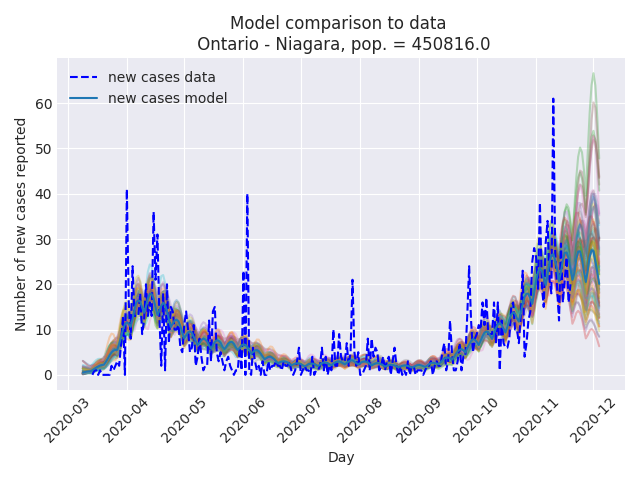 Model comparison to data
Ontario - Niagara, pop. = 450816.0
new cases data
new cases model
Number of new cases reported
60
50
40
30
20
10
0
2020-03
2020-04
2020-05
2020-06
2020-07
2020-08
2020-09
2020-10
2020-11
2020-12
Day